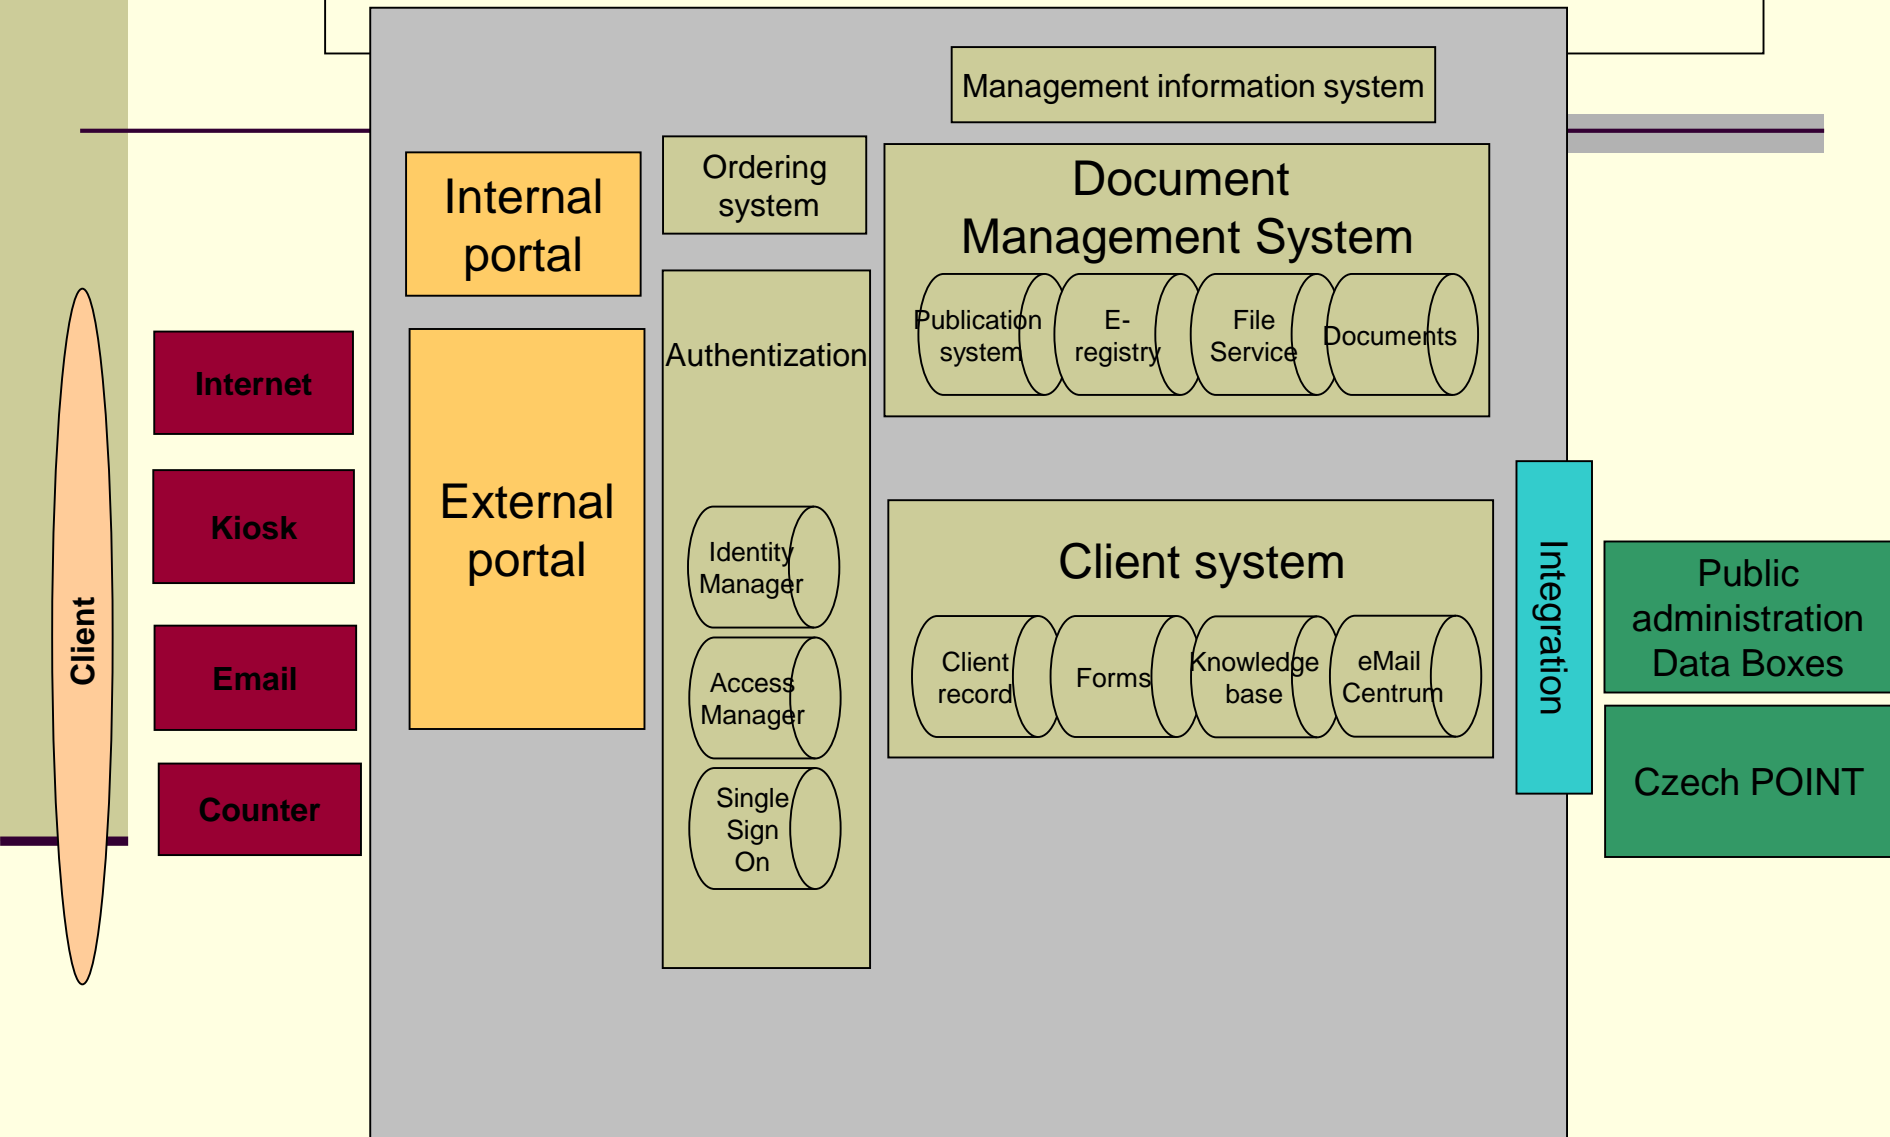 Management information system
Internal
portal
Ordering
system
Document
Management System
Publication
system
E-
registry
File
Service
Documents
Authentization
Identity
Manager
Access
Manager
Single
Sign
On
External
portal
Client
Internet
Kiosk
Email
Counter
Client system
Client
record
Forms
Knowledge
base
eMail
Centrum
Integration
Public
administration
Data Boxes
Czech POINT